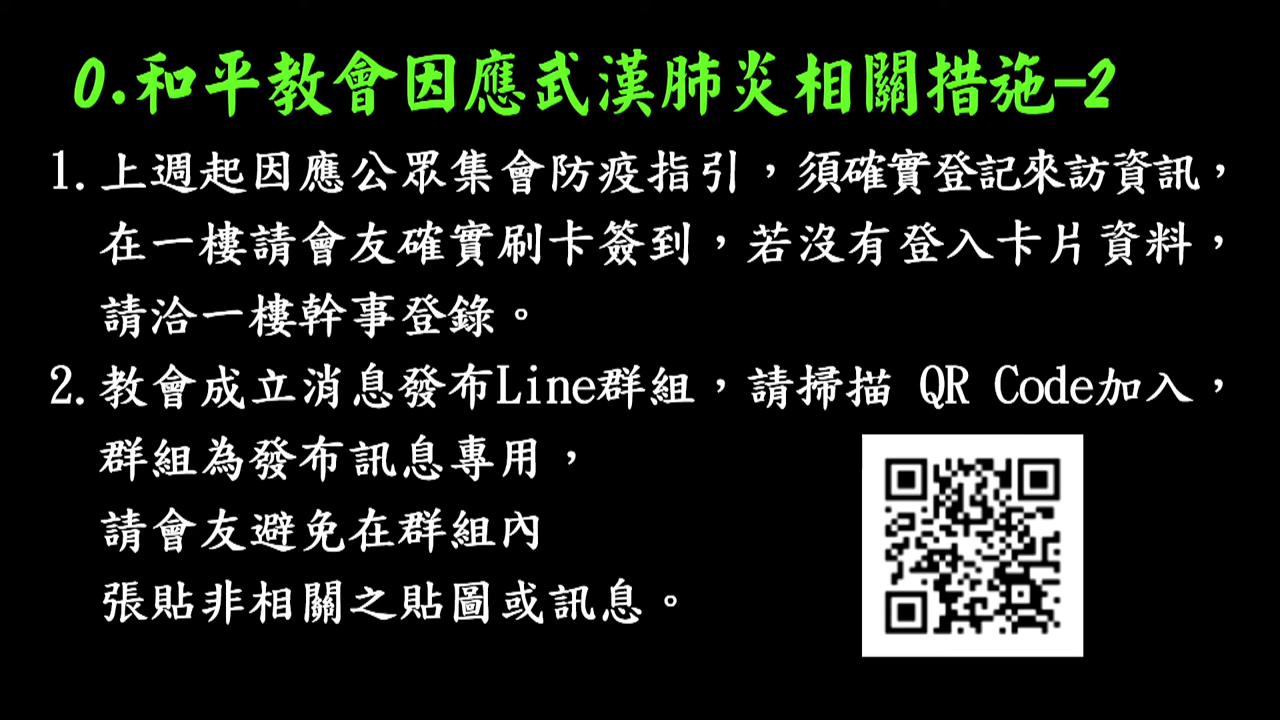 0.和平教會因應武漢肺炎相關措施-2
1.上週起因應公眾集會防疫指引，須確實登記來訪資訊，
在一樓請會友確實刷卡簽到，若沒有登入卡片資料，
請洽一樓幹事登錄。
2.教會成立消息發布Line群組，請掃描 QR Code加入，
群組為發布訊息專用，
請會友避免在群組內
張貼非相關之貼圖或訊息。